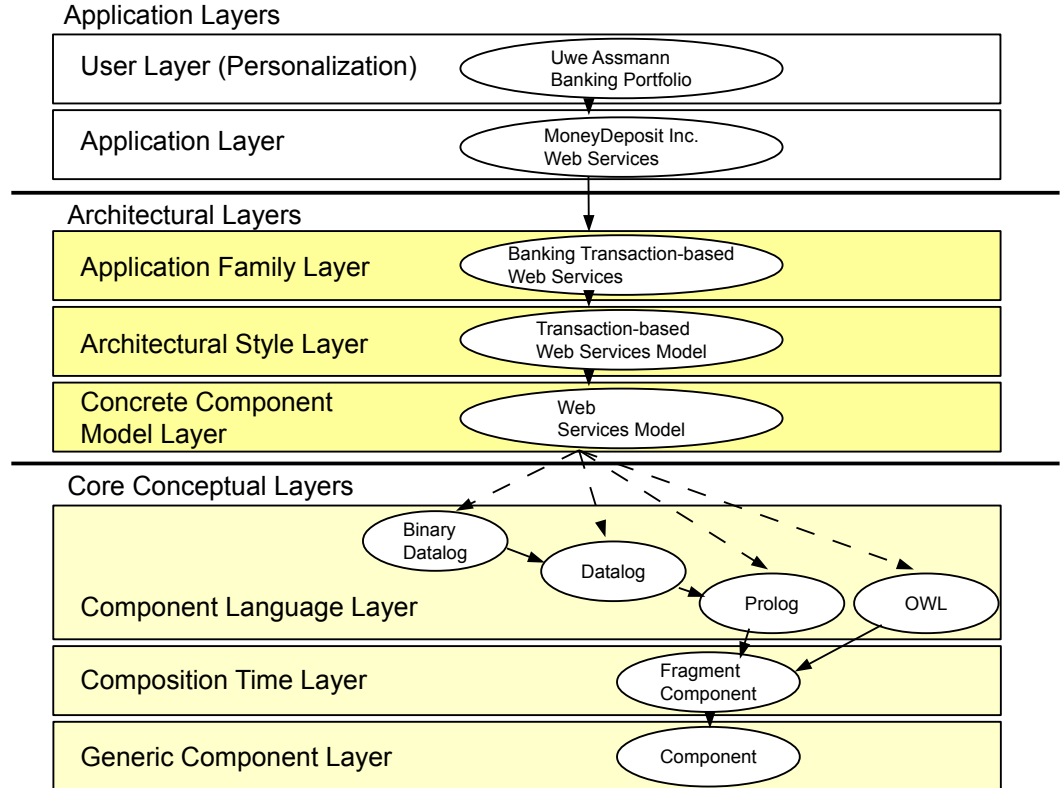 Application Layers
User Layer (Personalization)
Uwe Assmann
Banking Portfolio
Application Layer
MoneyDeposit Inc.
Web Services
Architectural Layers
Application Family Layer
Banking Transaction-based
Web Services
Architectural Style Layer
Transaction-based
Web Services Model
Concrete Component
Model Layer
Web
Services Model
Core Conceptual Layers
Binary
Datalog
Datalog
Prolog
OWL
Component Language Layer
Composition Time Layer
Fragment
Component
Generic Component Layer
Component